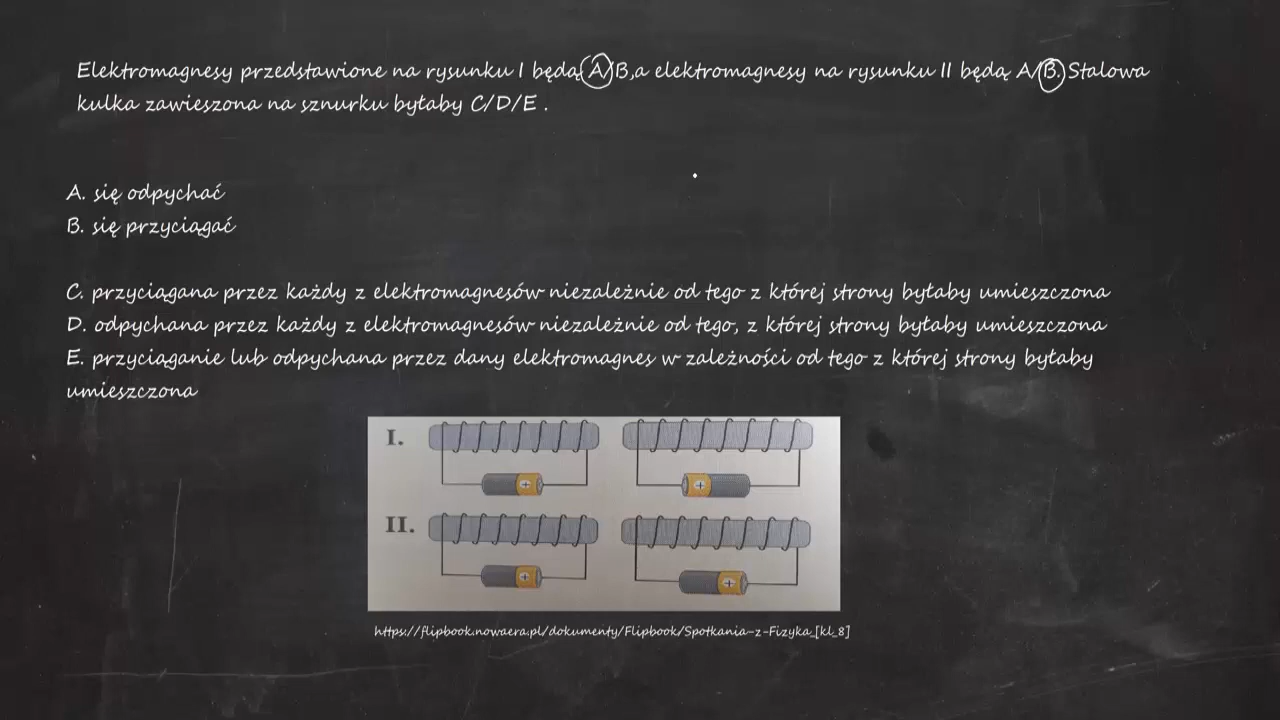 Elektromagnesy przedstawione na rysunku I będą A/B,a elektromagnesy na rysunku II będą A/B. Stalowa
kulka zawieszona na sznurku byłaby C/D/E .
A. się odpychać
B. się przyciągać
C. przyciągana przez każdy z elektromagnesów niezależnie od tego z której strony byłaby umieszczona
D. odpychana przez każdy z elektromagnesów niezależnie od tego, z której strony byłaby umieszczona
E. przyciąganie lub odpychana przez dany elektromagnes w zależności od tego z której strony byłaby
umieszczona
I.
+ +
II.
+ +
https://flipbook.nowaera.pl/dokumenty/Flipbook/Spotkania-z-Fizyka_[kl_8]